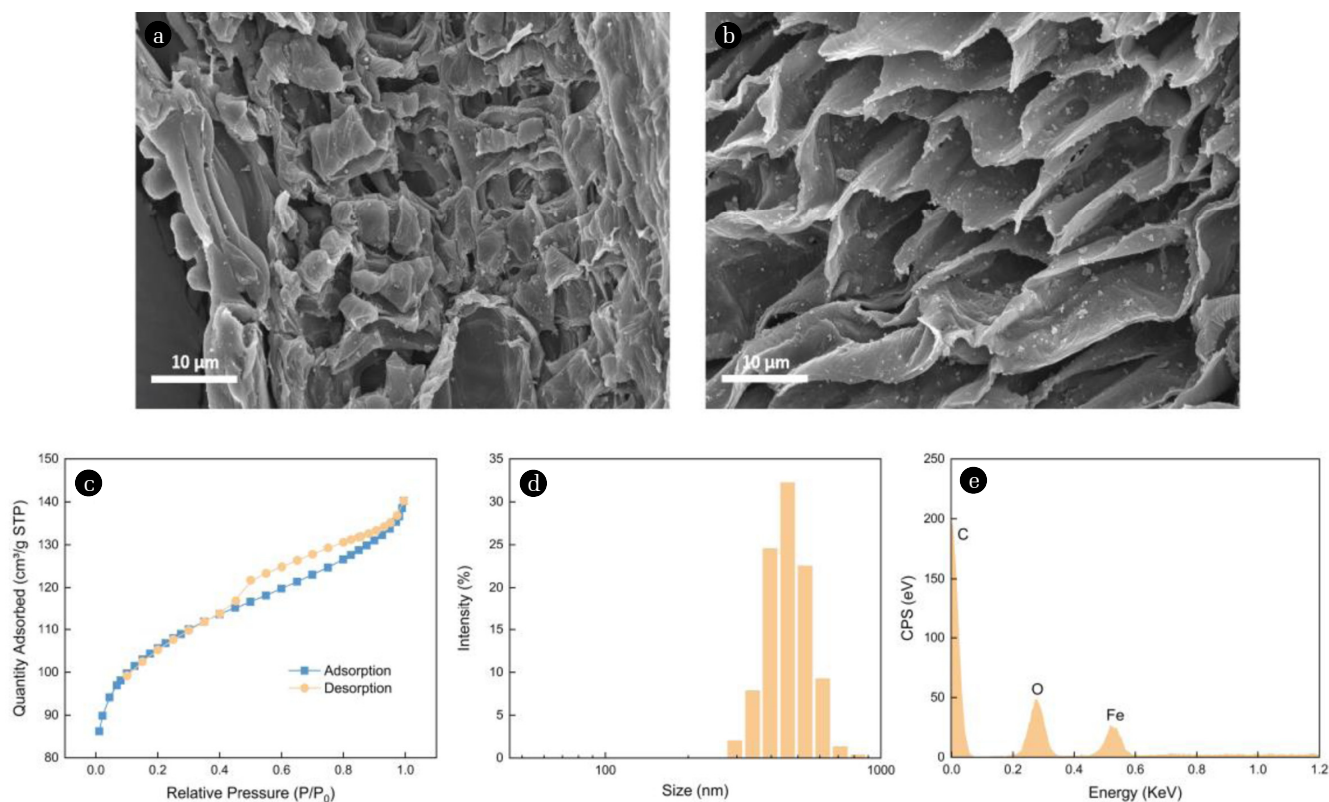 a
10 µm
b
10 µm
c
Quantity Adsorbed (cm³/g STP)
150
140
130
120
110
100
90
80
Adsorption
Desorption
0.0 0.2 0.4 0.6 0.8 1.0
Relative Pressure (P/P₀)
d
Intensity (%)
35
30
25
20
15
10
5
0
100 1000
Size (nm)
e
CPS (eV)
250
200
150
100
50
0
C
O
Fe
0.0 0.2 0.4 0.6 0.8 1.0 1.2
Energy (KeV)